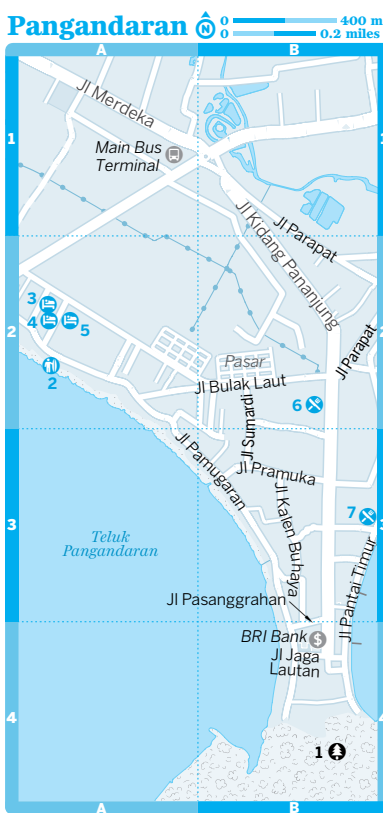 Pangandaran
N
0 400 m
0 0.2 miles
A
B
1
Jl Merdeka
Main Bus
Terminal
Jl Kidang Pananjung
Jl Parapat
2
3
4
5
2
Pasar
Jl Parapat
Jl Bulak Laut
6
Jl Sumardi
Jl Pamugaran
Jl Pramuka
Jl Kalen Buhaya
7
3
Teluk
Pangandaran
Jl Pantai Timur
Jl Pasanggrahan
BRI Bank
$
Jl Jaga
Lautan
4
1
A
B